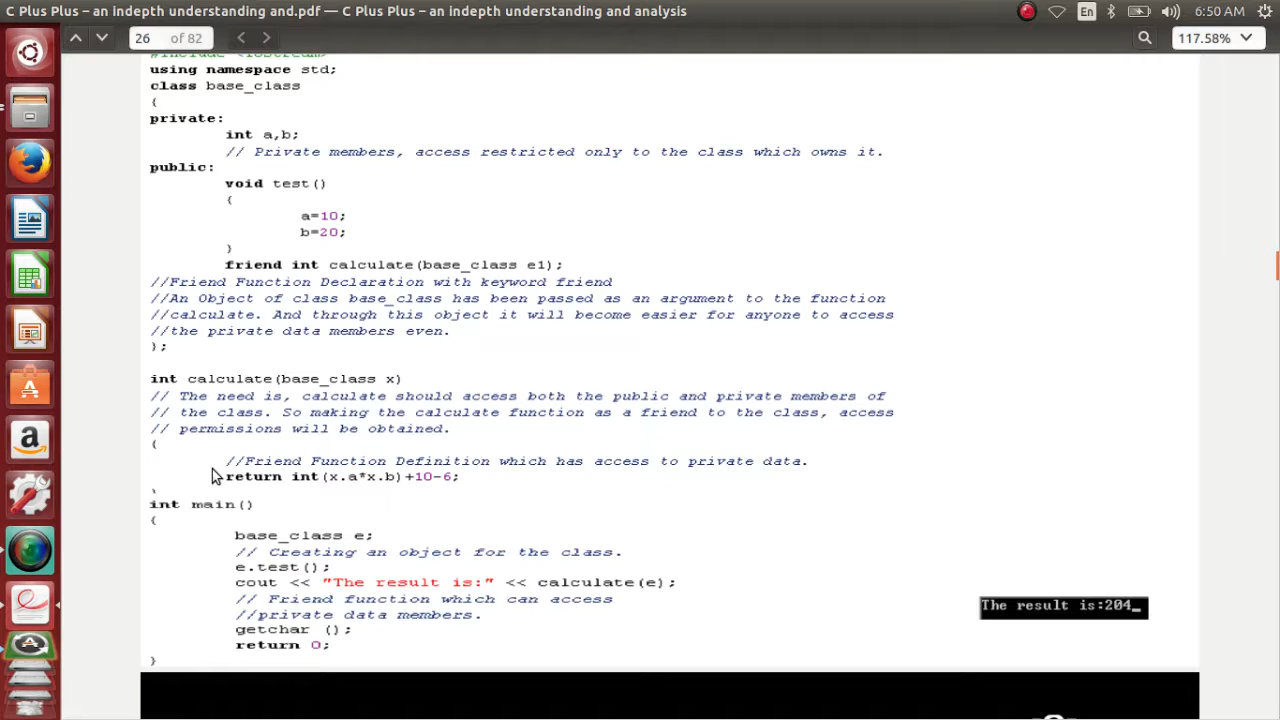 C Plus Plus – an indepth understanding and.pdf — C Plus Plus – an indepth understanding and analysis
En
6:50 AM
26 of 82
117.58%
#include <iostream>
using namespace std;
class base_class
{
private:
int a,b;
// Private members, access restricted only to the class which owns it.
public:
void test()
{
a=10;
b=20;
}
friend int calculate(base_class e1);
//Friend Function Declaration with keyword friend
//An Object of class base_class has been passed as an argument to the function
//calculate. And through this object it will become easier for anyone to access
//the private data members even.
};
int calculate(base_class x)
// The need is, calculate should access both the public and private members of
// the class. So making the calculate function as a friend to the class, access
// permissions will be obtained.
{
//Friend Function Definition which has access to private data.
return int(x.a*x.b)+10-6;
}
int main()
{
base_class e;
// Creating an object for the class.
e.test();
cout << "The result is:" << calculate(e);
// Friend function which can access
//private data members.
getchar ();
return 0;
}
The result is:204_